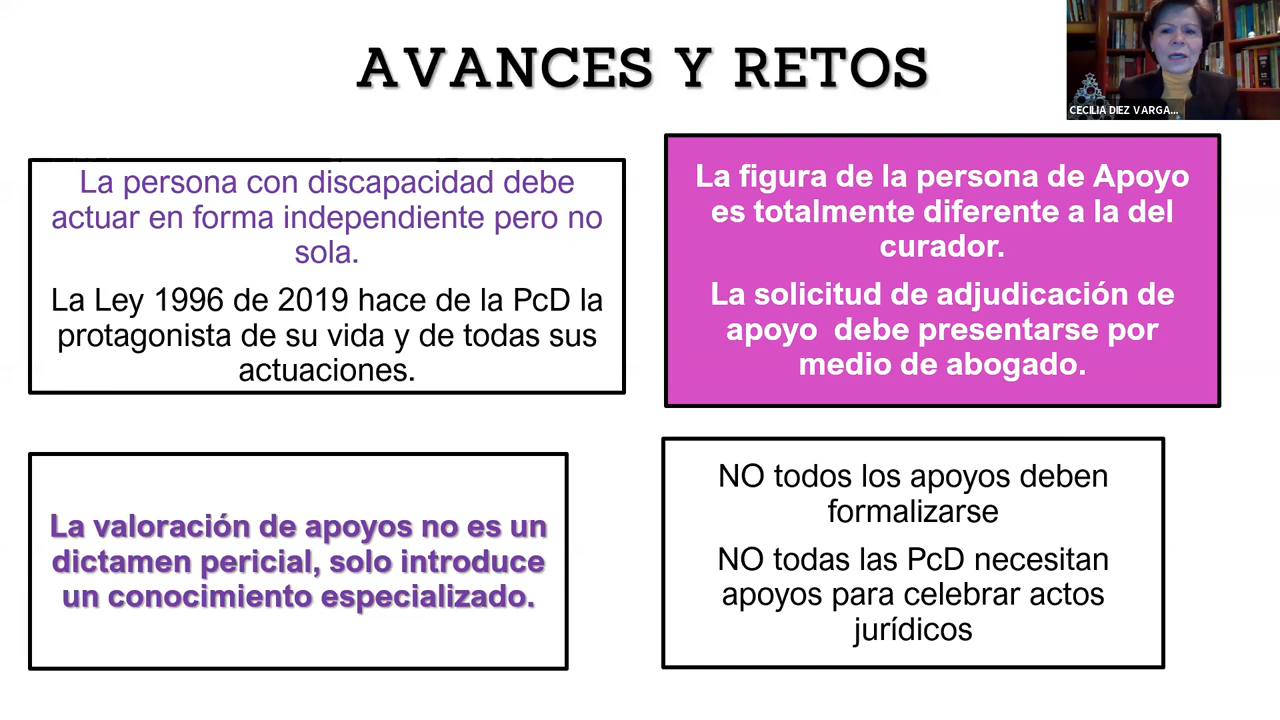 AVANCES Y RETOS
CECILIA DIEZ VARGA...
La persona con discapacidad debe
actuar en forma independiente pero no
sola.
La Ley 1996 de 2019 hace de la PcD la
protagonista de su vida y de todas sus
actuaciones.
La figura de la persona de Apoyo
es totalmente diferente a la del
curador.
La solicitud de adjudicación de
apoyo debe presentarse por
medio de abogado.
La valoración de apoyos no es un
dictamen pericial, solo introduce
un conocimiento especializado.
NO todos los apoyos deben
formalizarse
NO todas las PcD necesitan
apoyos para celebrar actos
jurídicos